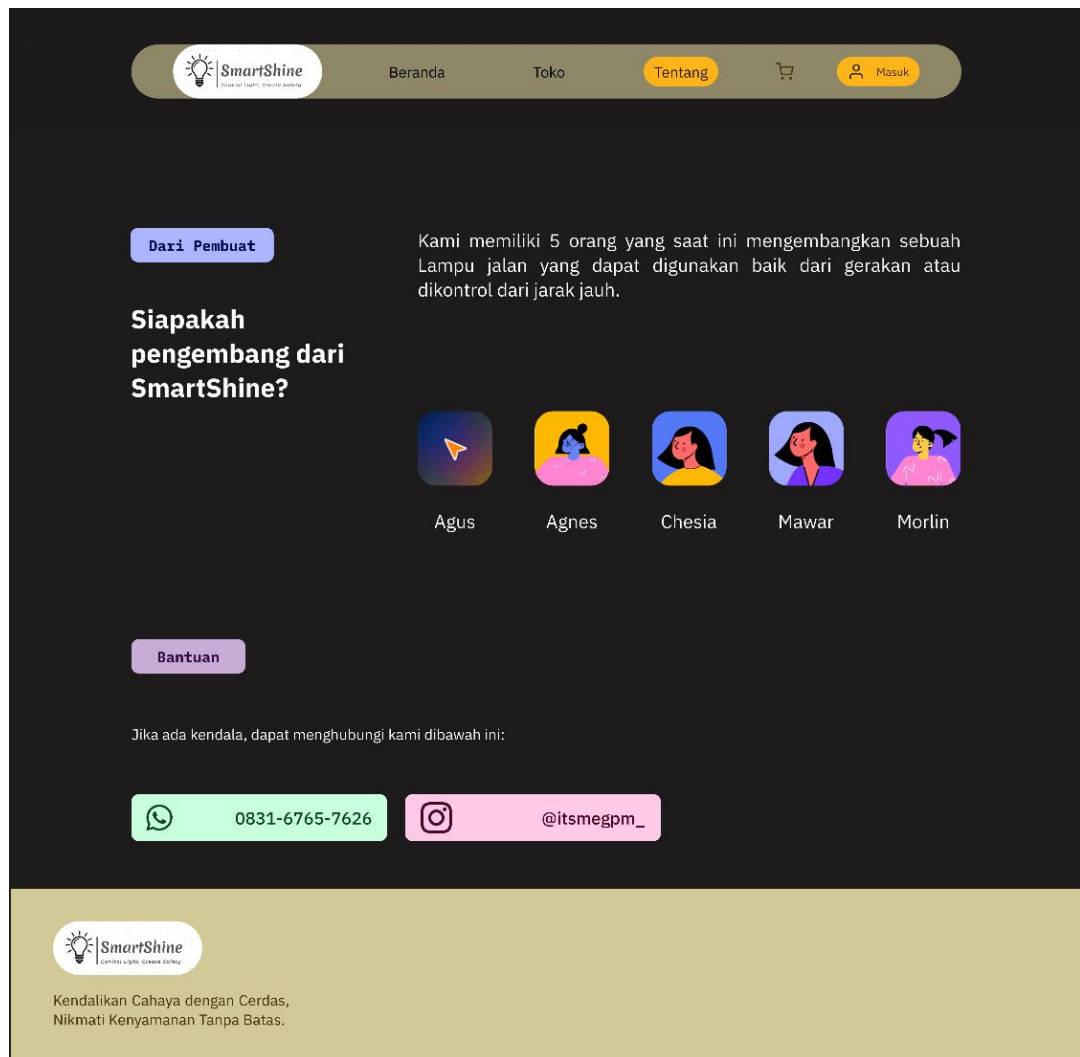 SmartShine
Beranda
Toko
Tentang
Masuk
Dari Pembuat
Siapakah
pengembang dari
SmartShine?
Kami memiliki 5 orang yang saat ini mengembangkan sebuah
Lampu jalan yang dapat digunakan baik dari gerakan atau
dikontrol dari jarak jauh.
Agus
Agnes
Chesia
Mawar
Morlin
Bantuan
Jika ada kendala, dapat menghubungi kami dibawah ini:
0831-6765-7626
@itsmegpm_
SmartShine
Kendalikan Cahaya dengan Cerdas,
Nikmati Kenyamanan Tanpa Batas.